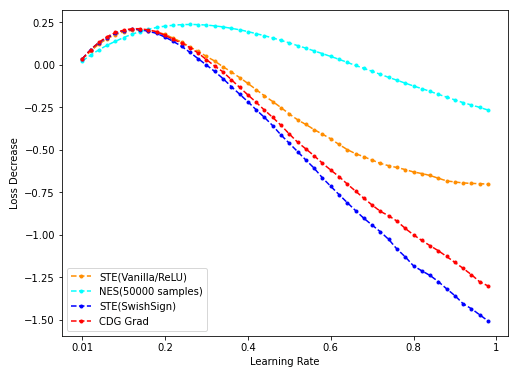 0.25
0.00
−0.25
−0.50
−0.75
−1.00
−1.25
−1.50
Loss Decrease
STE(Vanilla/ReLU)
NES(50000 samples)
STE(SwishSign)
CDG Grad
0.01 0.2 0.4 0.6 0.8 1
Learning Rate